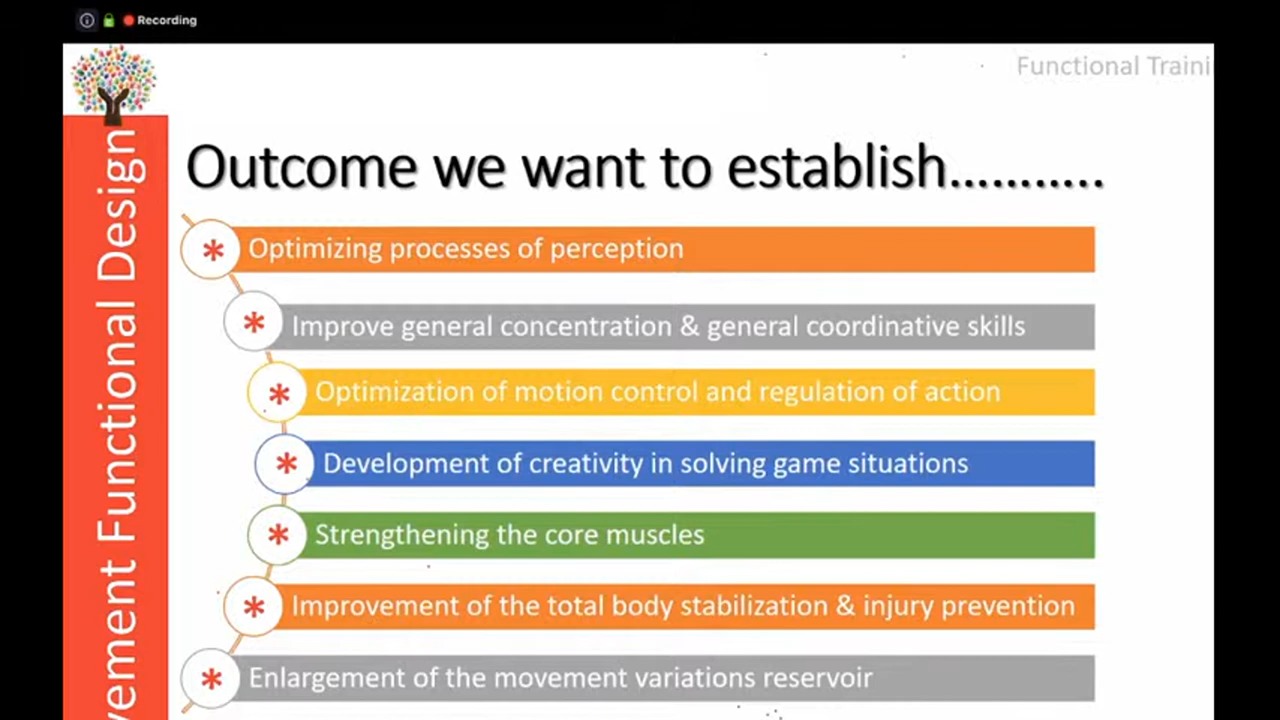 Recording
Functional Traini
Outcome we want to establish...........
* Optimizing processes of perception
* Improve general concentration & general coordinative skills
* Optimization of motion control and regulation of action
* Development of creativity in solving game situations
* Strengthening the core muscles
* Improvement of the total body stabilization & injury prevention
* Enlargement of the movement variations reservoir
vement Functional Design